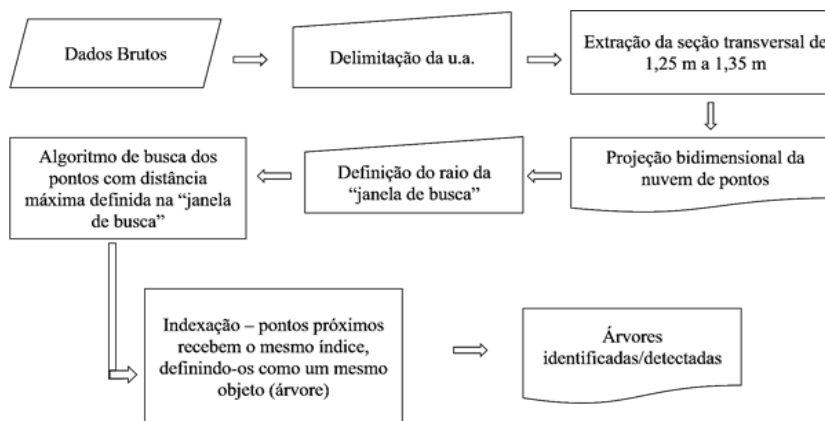 Dados Brutos
Delimitação da u.a.
Extração da seção transversal de
1,25 m a 1,35 m
Projeção bidimensional da
nuvem de pontos
Definição do raio da
“janela de busca”
Algoritmo de busca dos
pontos com distância
máxima definida na “janela
de busca”
Indexação – pontos próximos
recebem o mesmo índice,
definindo-os como um mesmo
objeto (árvore)
Árvores
identificadas/detectadas